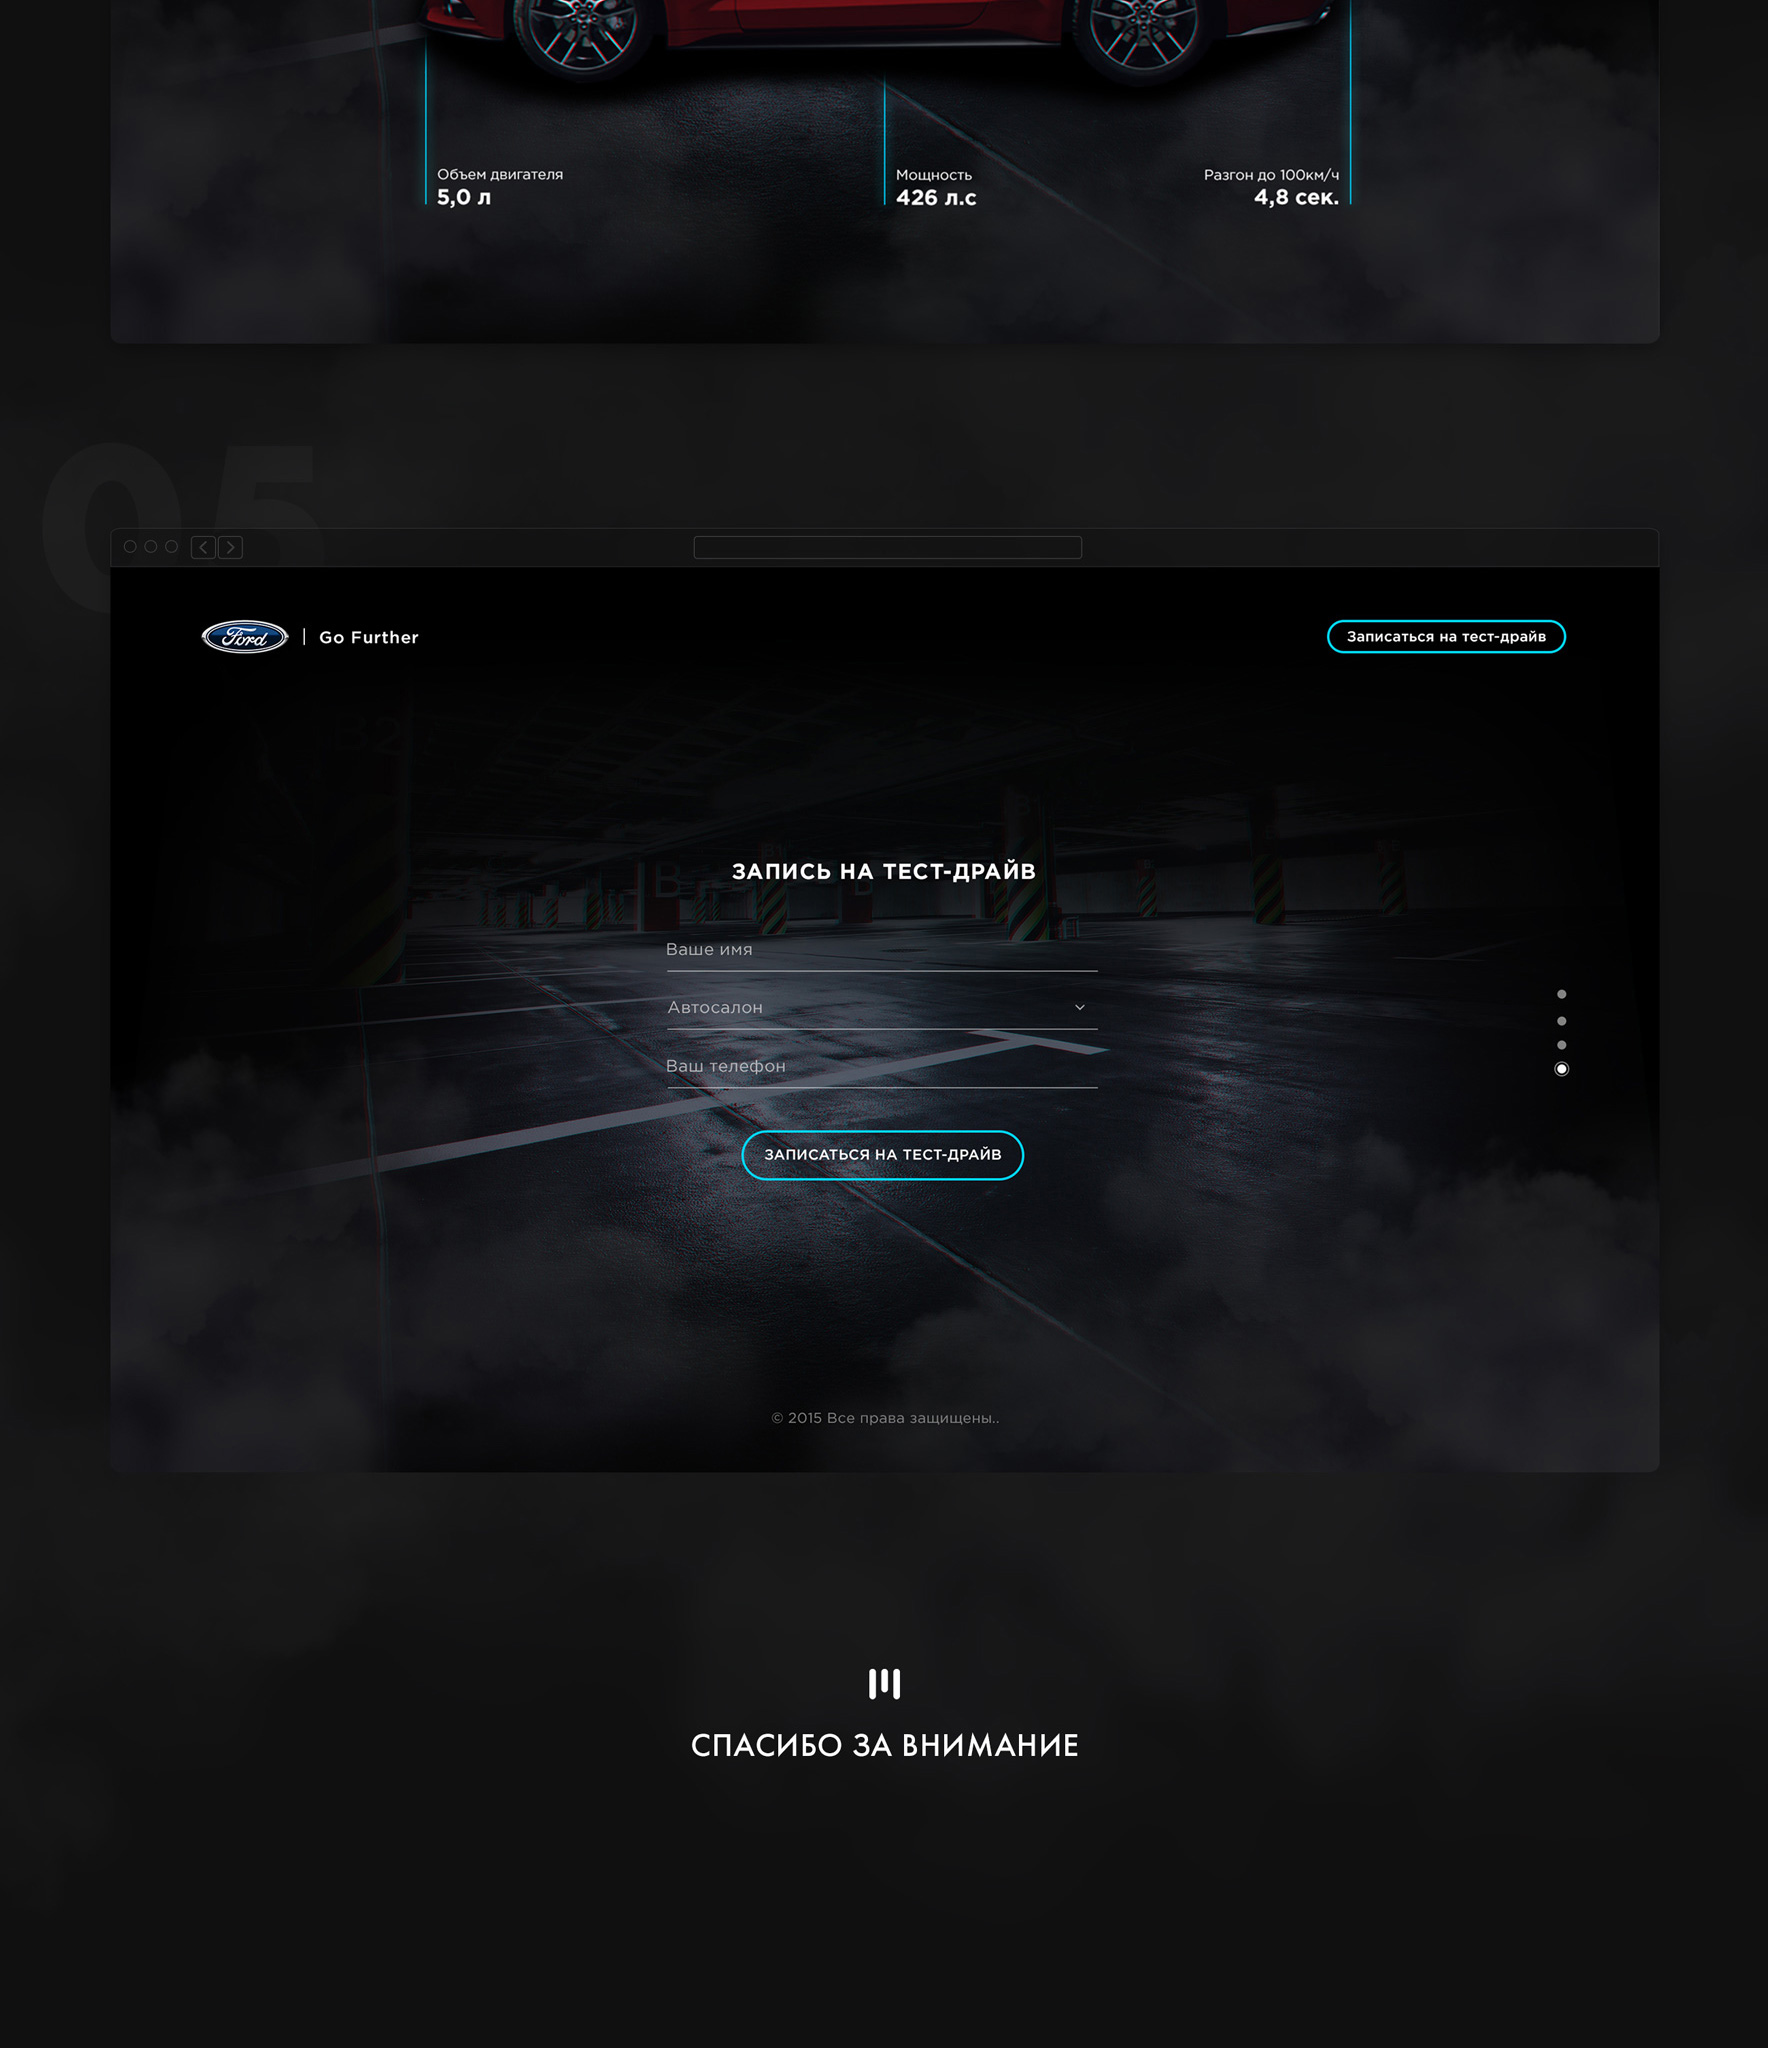 Объем двигателя
5,0 л
Мощность
426 л.с
Разгон до 100км/ч
4,8 сек.
05
Ford | Go Further
Записаться на тест-драйв
B2
B
ЗАПИСЬ НА ТЕСТ-ДРАЙВ
Ваше имя
Автосалон
Ваш телефон
ЗАПИСАТЬСЯ НА ТЕСТ-ДРАЙВ
© 2015 Все права защищены..
СПАСИБО ЗА ВНИМАНИЕ